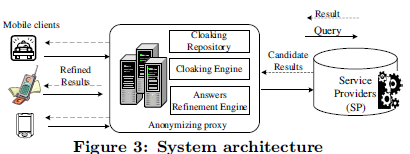 Mobile clients
Cloaking
Repository
Cloaking Engine
Answers
Refinement Engine
Anonymizing proxy
Refined
Results
Result
Query
Candidate
Results
Service
Providers
(SP)
Figure 3: System architecture